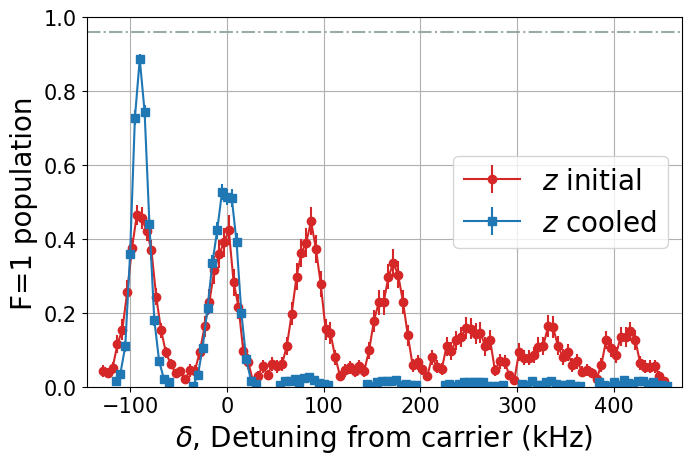 1.0
0.8
0.6
0.4
0.2
0.0
F=1 population
z initial
z cooled
−100 0 100 200 300 400
δ, Detuning from carrier (kHz)